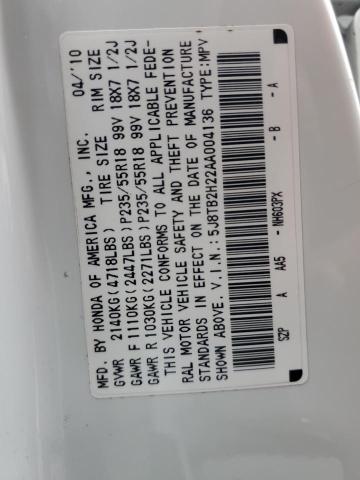 MFD. BY HONDA OF AMERICA MFG., INC. 04/'10
GVWR 2140KG(4718LBS) TIRE SIZE RIM SIZE
GAWR F 1110KG(2447LBS)P235/55R18 99V 18X7 1/2J
GAWR R 1030KG(2271LBS)P235/55R18 99V 18X7 1/2J
THIS VEHICLE CONFORMS TO ALL APPLICABLE FEDE-
RAL MOTOR VEHICLE SAFETY AND THEFT PREVENTION
STANDARDS IN EFFECT ON THE DATE OF MANUFACTURE
SHOWN ABOVE. V.I.N.: 5J8TB2H22AA004136 TYPE:MPV
SZP A AA5 - NH603PX - B - A